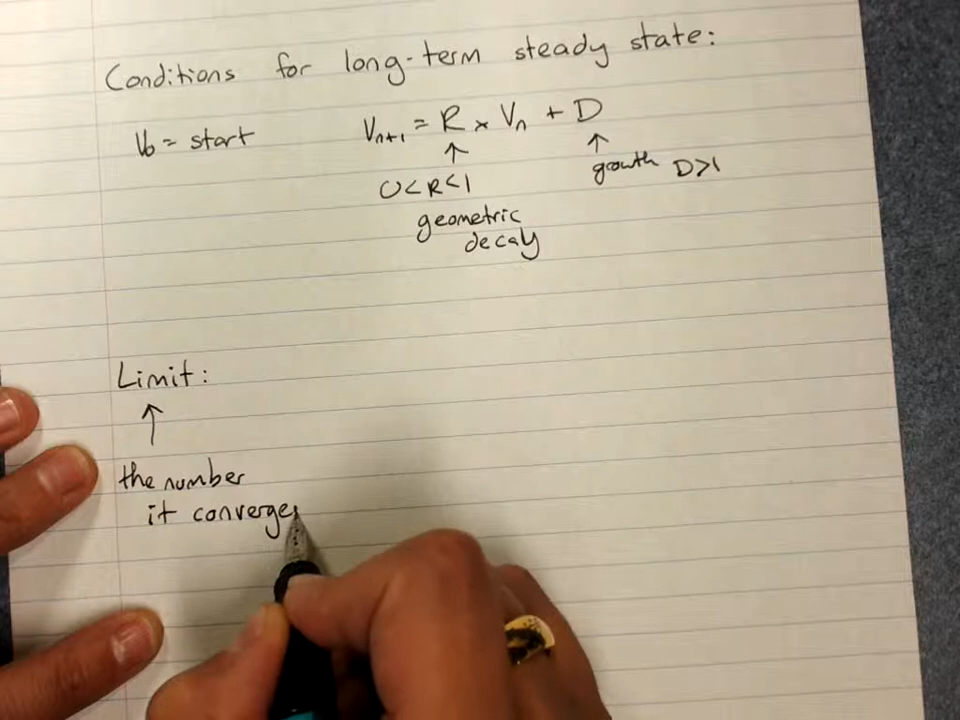 Conditions for long-term steady state:
V₀ = start
Vₙ₊₁ = R × Vₙ + D
↑ ↑
growth D>1
0<R<1
geometric
decay
Limit:
↑
the number
it converge